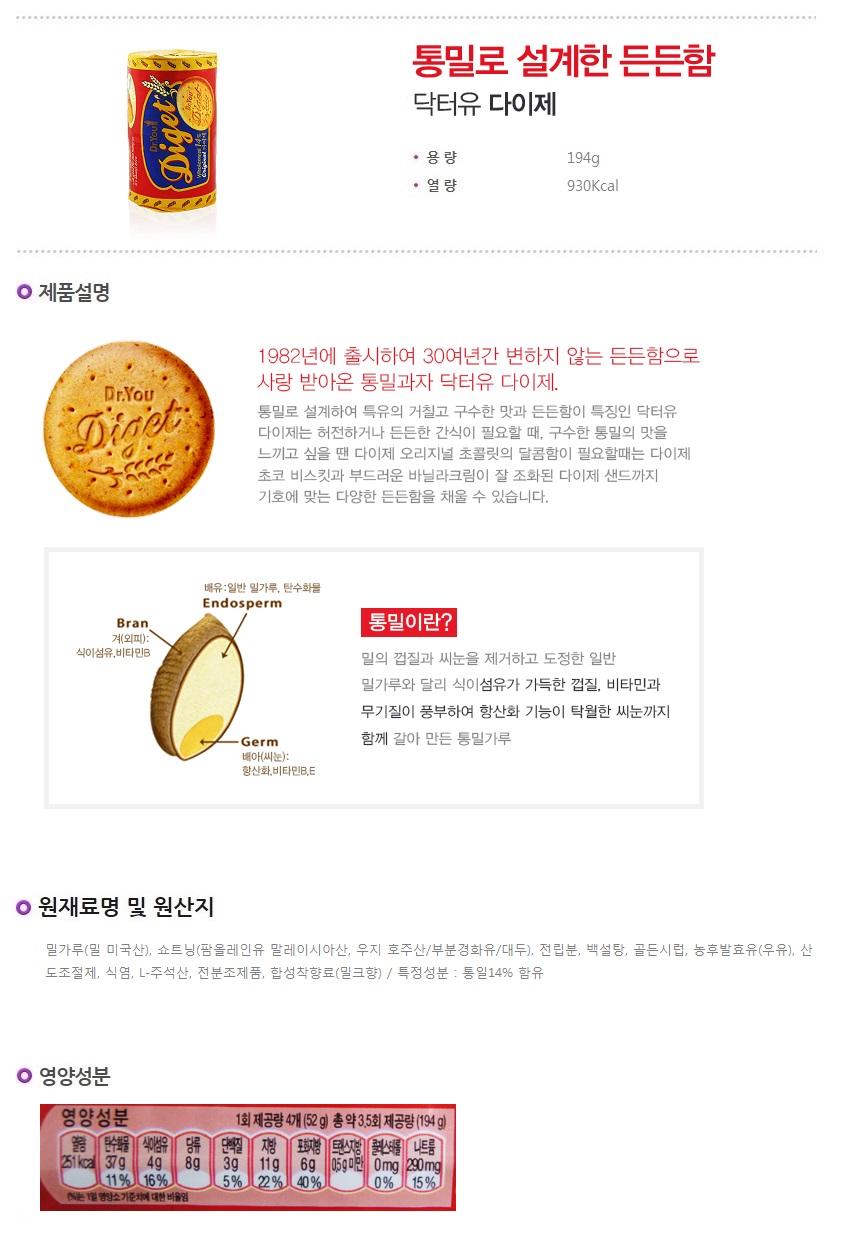 통밀로 설계한 든든함
닥터유 다이제
• 용 량 194g
• 열 량 930Kcal
Dr.You
Diget
Wholewheat 14%
Original 다이제
제품설명
Dr.You
Diget
1982년에 출시하여 30여년간 변하지 않는 든든함으로
사랑 받아온 통밀과자 닥터유 다이제.
통밀로 설계하여 특유의 거칠고 구수한 맛과 든든함이 특징인 닥터유
다이제는 허전하거나 든든한 간식이 필요할 때, 구수한 통밀의 맛을
느끼고 싶을 땐 다이제 오리지널 초콜릿의 달콤함이 필요할때는 다이제
초코 비스킷과 부드러운 바닐라크림이 잘 조화된 다이제 샌드까지
기호에 맞는 다양한 든든함을 채울 수 있습니다.
배유:일반 밀가루, 탄수화물
Endosperm
Bran
겨(외피):
식이섬유,비타민B
Germ
배아(씨눈):
항산화,비타민B,E
통밀이란?
밀의 껍질과 씨눈을 제거하고 도정한 일반
밀가루와 달리 식이섬유가 가득한 껍질, 비타민과
무기질이 풍부하여 항산화 기능이 탁월한 씨눈까지
함께 갈아 만든 통밀가루
원재료명 및 원산지
밀가루(밀 미국산), 쇼트닝(팜올레인유 말레이시아산, 우지 호주산/부분경화유/대두), 전립분, 백설탕, 골든시럽, 농후발효유(우유), 산
도조절제, 식염, L-주석산, 전분조제품, 합성착향료(밀크향) / 특정성분 : 통일14% 함유
영양성분
영양성분 1회 제공량 4개 (52 g) 총 약 3.5회 제공량 (194 g)
열량 탄수화물 식이섬유 당류 단백질 지방 포화지방 트랜스지방 콜레스테롤 나트륨
251 kcal 37 g 4 g 8 g 3 g 11 g 6 g 0.5 g 미만 0 mg 290 mg
11 % 16 % 5 % 22 % 40 % 0 % 15 %
(%)는 1일 영양소기준치에 대한 비율임